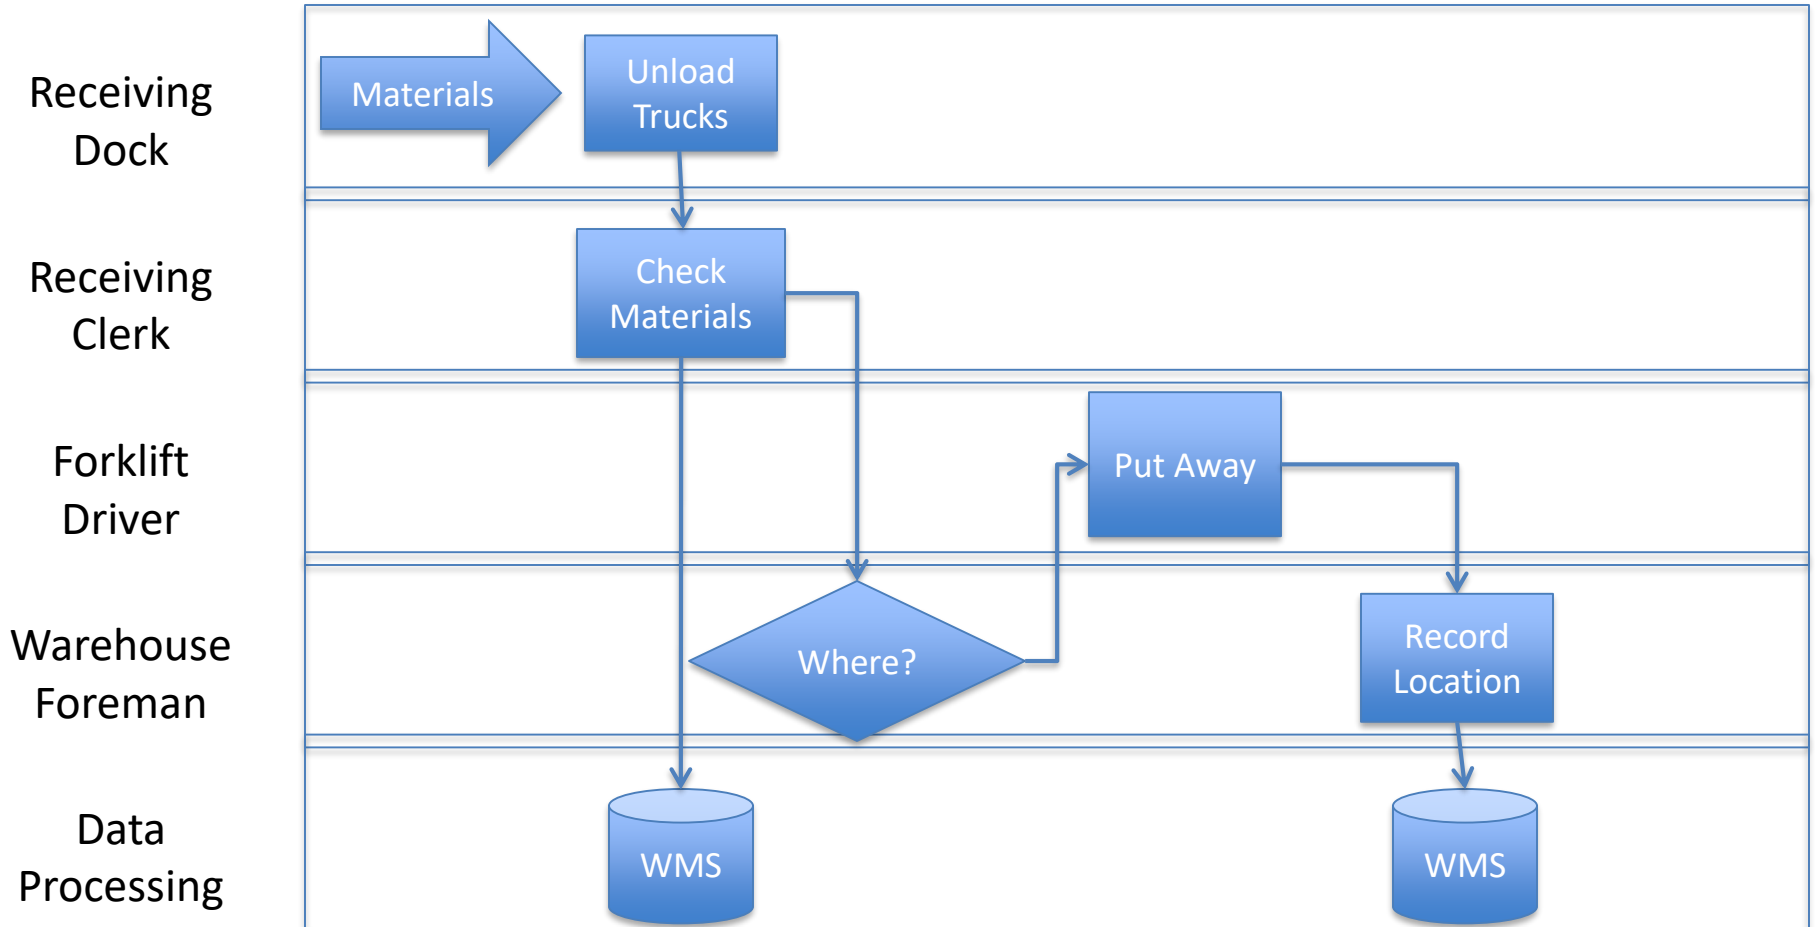 Receiving
Dock
Materials
Unload
Trucks
Receiving
Clerk
Check
Materials
Forklift
Driver
Put Away
Warehouse
Foreman
Where?
Record
Location
Data
Processing
WMS
WMS